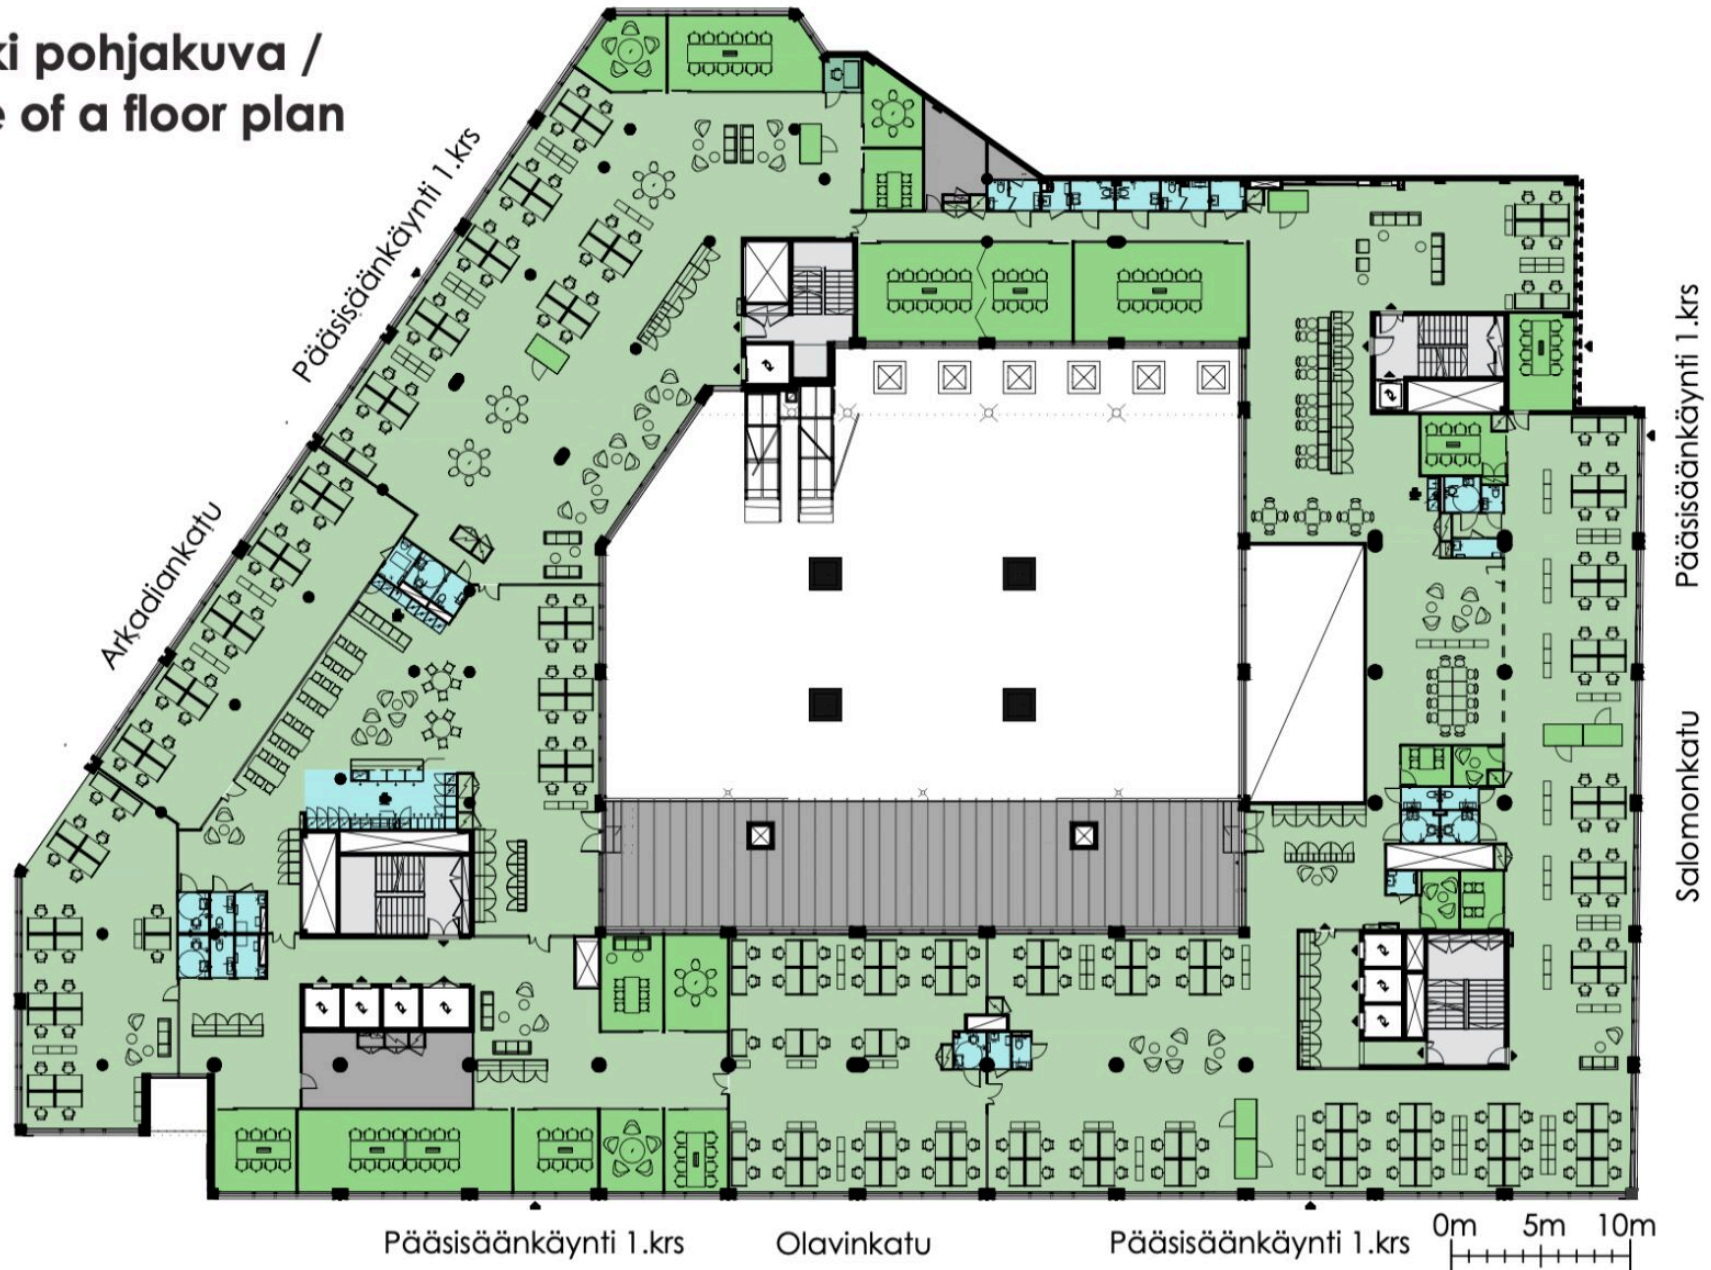 ki pohjakuva /
e of a floor plan
Pääsisäänkäynti 1.krs
Arkadiankatu
Pääsisäänkäynti 1.krs
Salomonkatu
Pääsisäänkäynti 1.krs
Olavinkatu
Pääsisäänkäynti 1.krs
0m 5m 10m